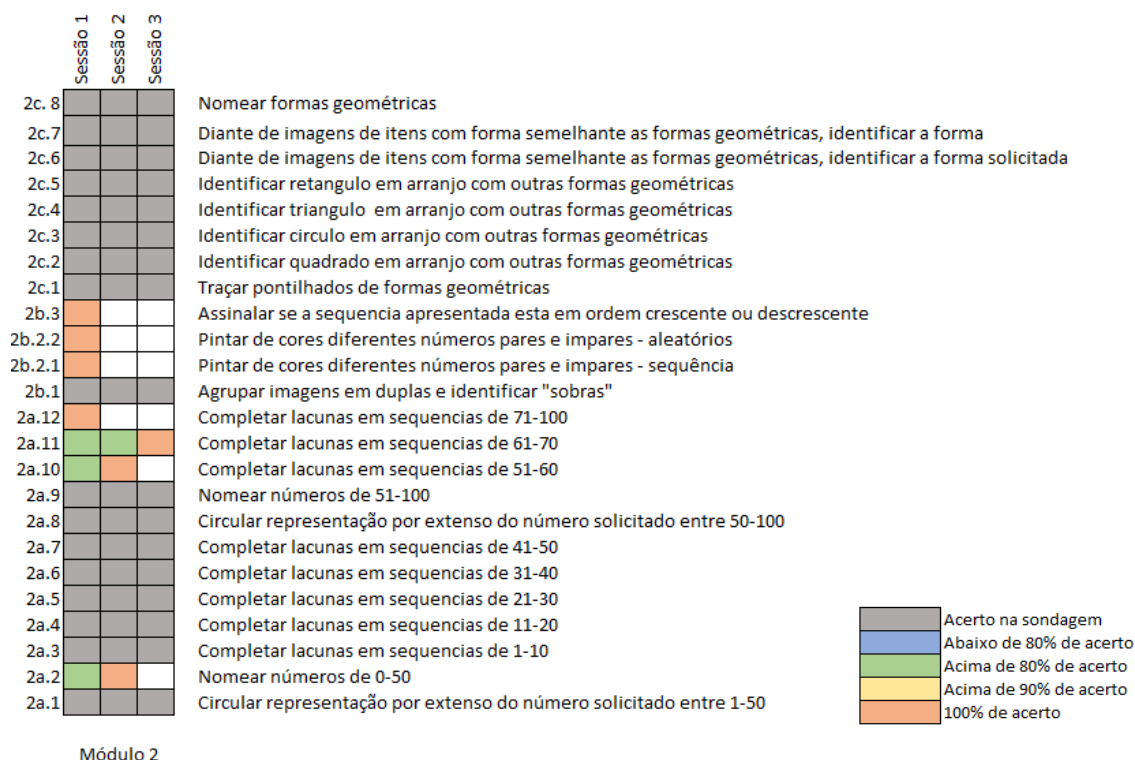 Sessão 1
Sessão 2
Sessão 3
2c. 8 Nomear formas geométricas
2c.7 Diante de imagens de itens com forma semelhante as formas geométricas, identificar a forma
2c.6 Diante de imagens de itens com forma semelhante as formas geométricas, identificar a forma solicitada
2c.5 Identificar retangulo em arranjo com outras formas geométricas
2c.4 Identificar triangulo em arranjo com outras formas geométricas
2c.3 Identificar circulo em arranjo com outras formas geométricas
2c.2 Identificar quadrado em arranjo com outras formas geométricas
2c.1 Traçar pontilhados de formas geométricas
2b.3 Assinalar se a sequencia apresentada esta em ordem crescente ou descrescente
2b.2.2 Pintar de cores diferentes números pares e impares - aleatórios
2b.2.1 Pintar de cores diferentes números pares e impares - sequência
2b.1 Agrupar imagens em duplas e identificar "sobras"
2a.12 Completar lacunas em sequencias de 71-100
2a.11 Completar lacunas em sequencias de 61-70
2a.10 Completar lacunas em sequencias de 51-60
2a.9 Nomear números de 51-100
2a.8 Circular representação por extenso do número solicitado entre 50-100
2a.7 Completar lacunas em sequencias de 41-50
2a.6 Completar lacunas em sequencias de 31-40
2a.5 Completar lacunas em sequencias de 21-30
2a.4 Completar lacunas em sequencias de 11-20
2a.3 Completar lacunas em sequencias de 1-10
2a.2 Nomear números de 0-50
2a.1 Circular representação por extenso do número solicitado entre 1-50
Acerto na sondagem
Abaixo de 80% de acerto
Acima de 80% de acerto
Acima de 90% de acerto
100% de acerto
Módulo 2